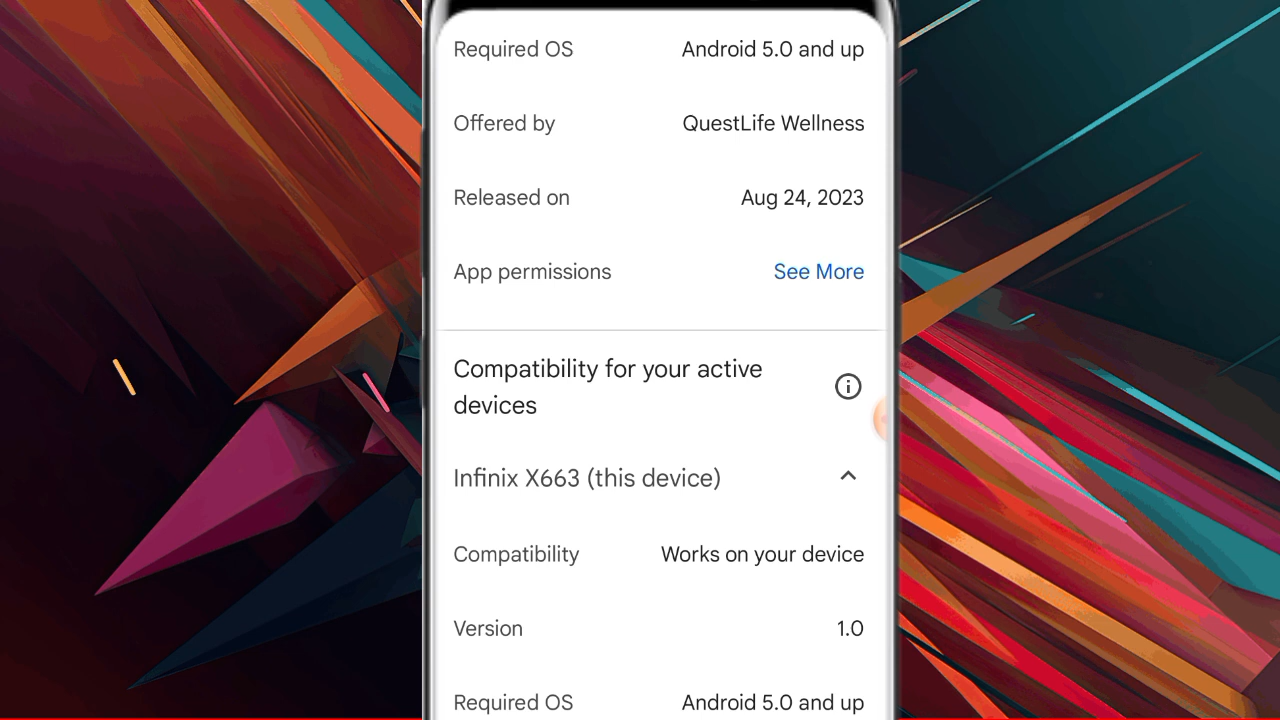 Required OS Android 5.0 and up
Offered by QuestLife Wellness
Released on Aug 24, 2023
App permissions See More
Compatibility for your active
devices
Infinix X663 (this device)
Compatibility Works on your device
Version 1.0
Required OS Android 5.0 and up